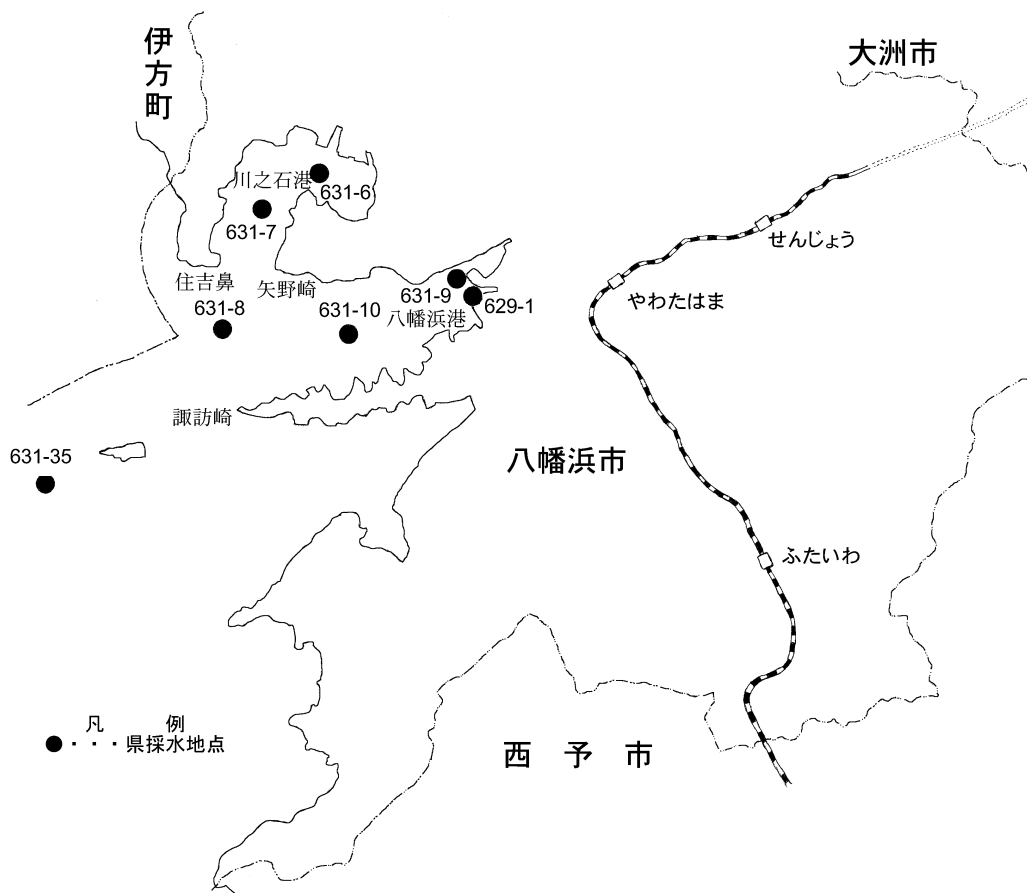 伊方町
大洲市
川之石港
631-6
631-7
せんじょう
住吉鼻
矢野崎
631-9
629-1
やわたはま
631-8
631-10
八幡浜港
諏訪崎
631-35
八幡浜市
ふたいわ
凡 例
●・・・県採水地点
西 予 市